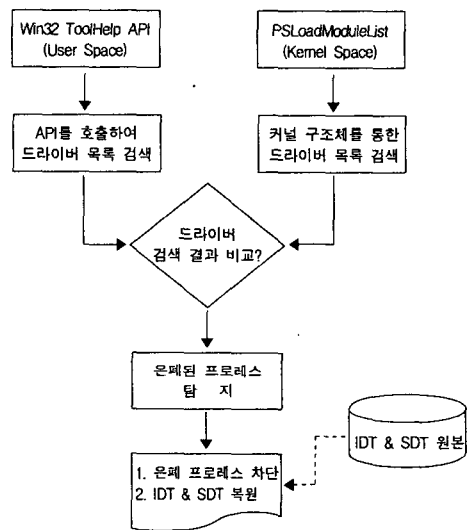 Win32 ToolHelp API
(User Space)
PSLoadModuleList
(Kernel Space)
API를 호출하여
드라이버 목록 검색
커널 구조체를 통한
드라이버 목록 검색
드라이버
검색 결과 비교?
은폐된 프로레스
탐 지
IDT & SDT 원본
1. 은폐 프로레스 차단
2. IDT & SDT 복원